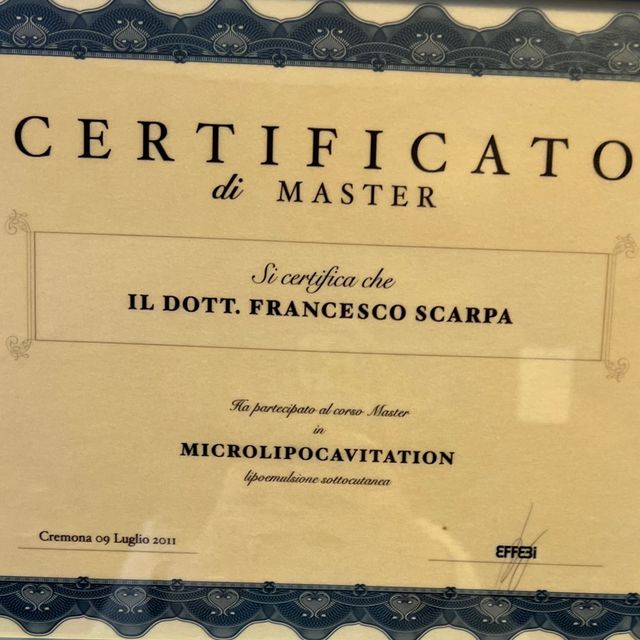 CERTIFICATO
di MASTER
Si certifica che
IL DOTT. FRANCESCO SCARPA
Ha partecipato al corso Master
in
MICROLIPOCAVITATION
lipoemulsione sottocutanea
Cremona 09 Luglio 2011
EFFEBi